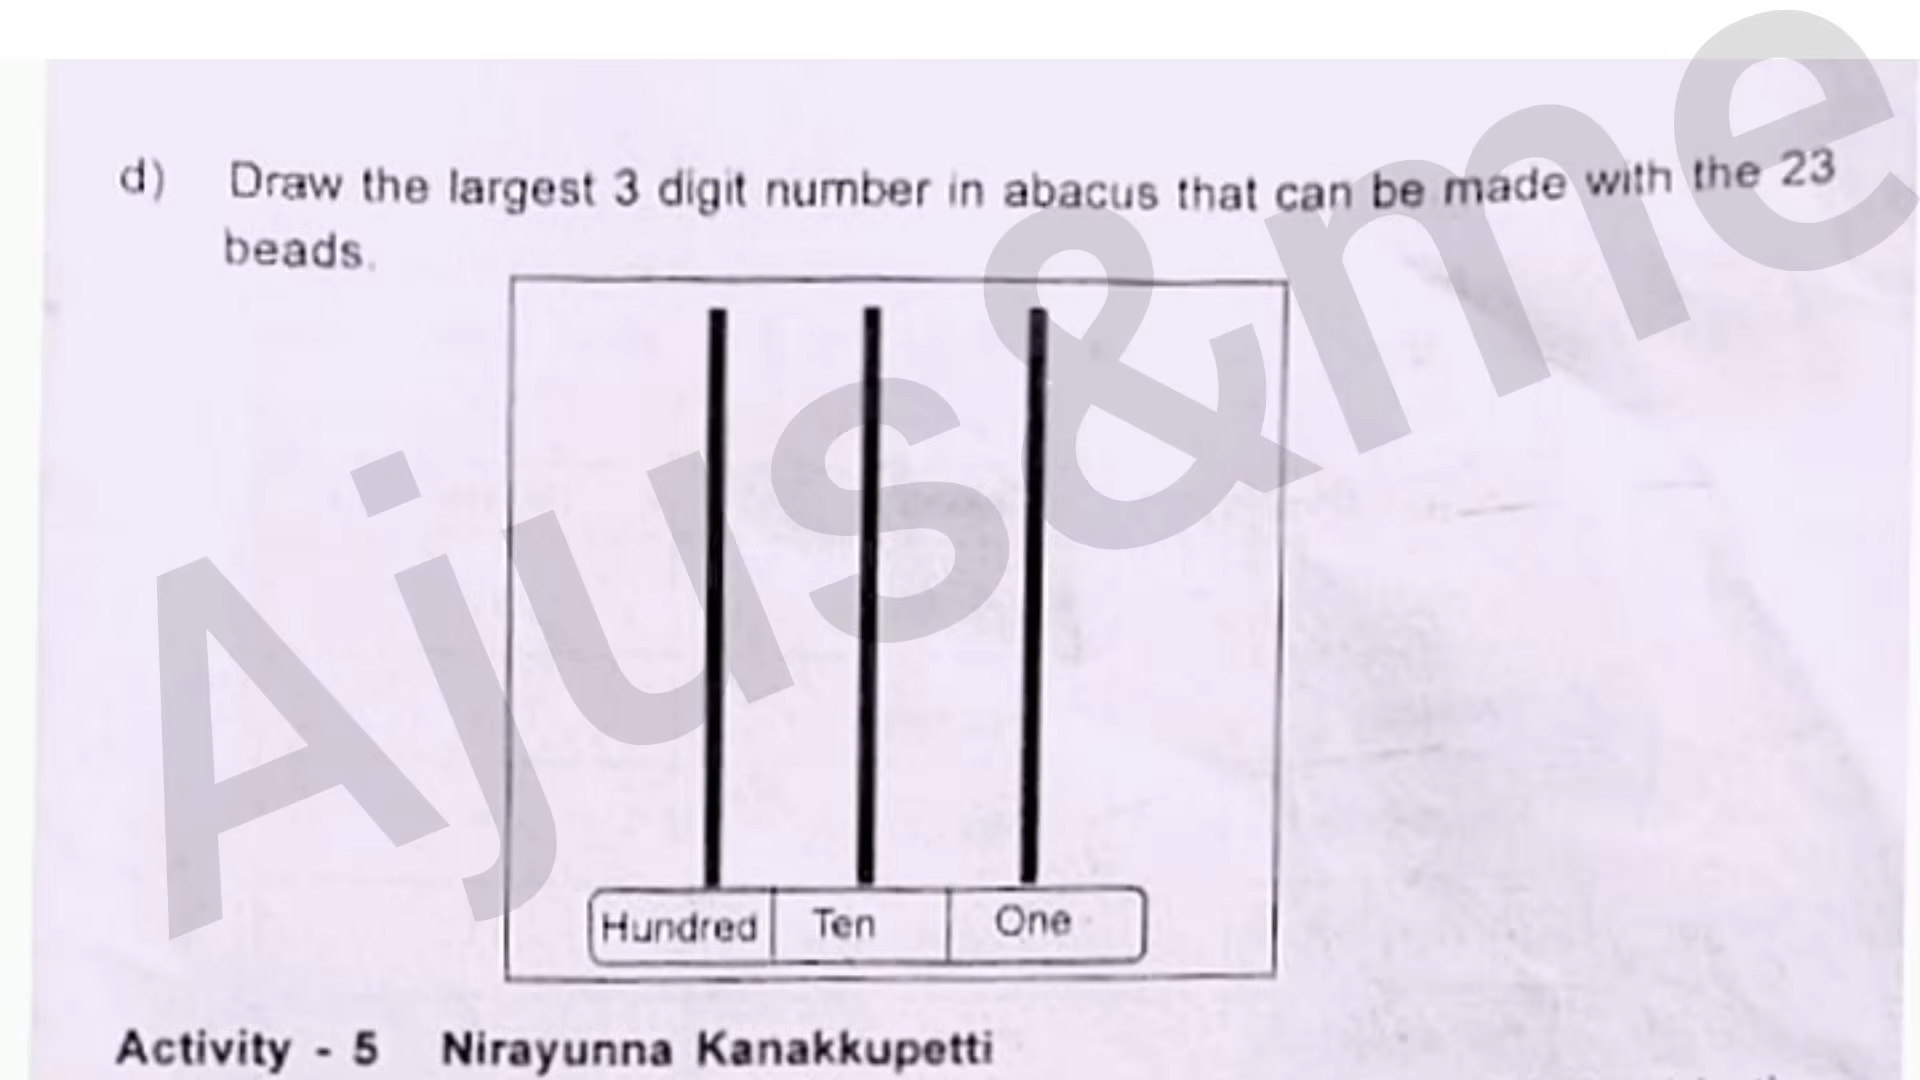 d) Draw the largest 3 digit number in abacus that can be made with the 23
beads.
Hundred Ten One
Activity - 5 Nirayunna Kanakkupetti
Ajus&me